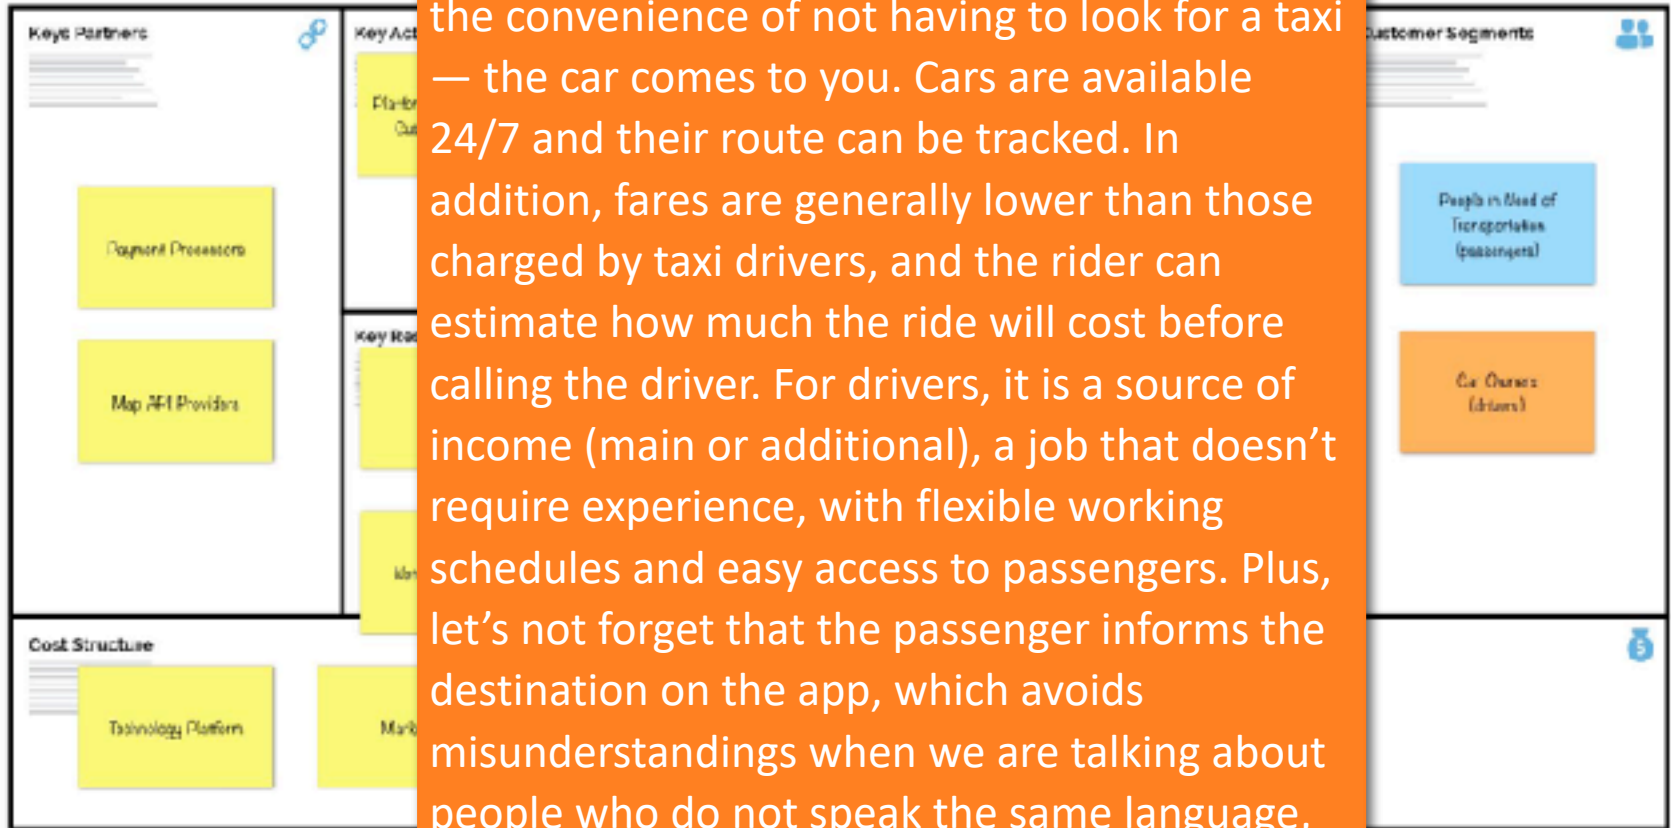 Keys Partners
Payment Processors
Map API Providers
Key Act
Key Res
the convenience of not having to look for a taxi
— the car comes to you. Cars are available
24/7 and their route can be tracked. In
addition, fares are generally lower than those
charged by taxi drivers, and the rider can
estimate how much the ride will cost before
calling the driver. For drivers, it is a source of
income (main or additional), a job that doesn’t
require experience, with flexible working
schedules and easy access to passengers. Plus,
let’s not forget that the passenger informs the
destination on the app, which avoids
misunderstandings when we are talking about
people who do not speak the same language.
ustomer Segments
People in Need of
Transportation
(passengers)
Car Owners
(drivers)
Cost Structure
Technology Platform
Mark